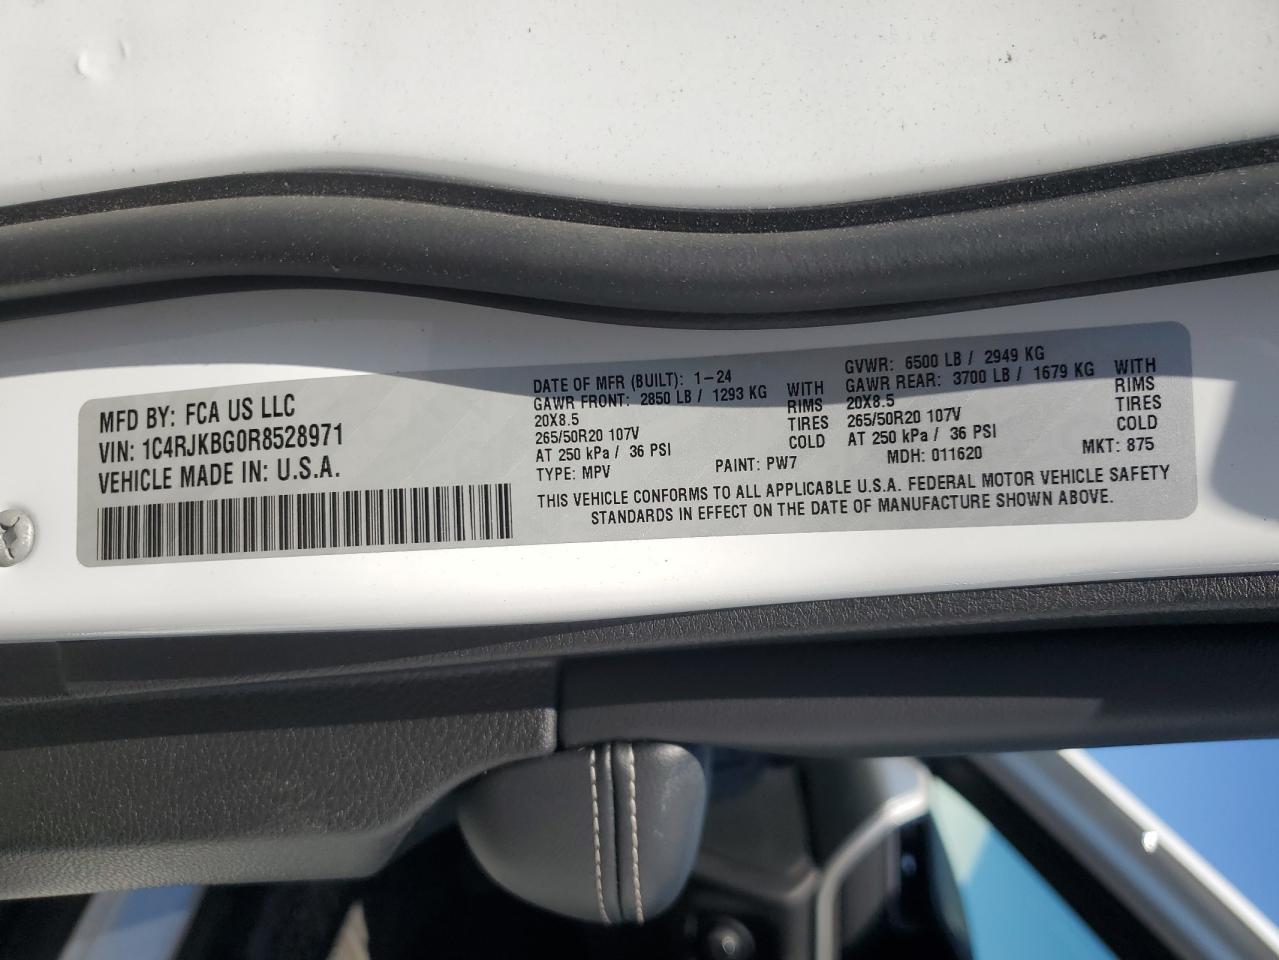 MFD BY: FCA US LLC
VIN: 1C4RJKBG0R8528971
VEHICLE MADE IN: U.S.A.
DATE OF MFR (BUILT): 1-24
GAWR FRONT: 2850 LB / 1293 KG WITH
20X8.5 RIMS
265/50R20 107V TIRES
AT 250 kPa / 36 PSI COLD
TYPE: MPV PAINT: PW7
GVWR: 6500 LB / 2949 KG
GAWR REAR: 3700 LB / 1679 KG WITH
20X8.5 RIMS
265/50R20 107V TIRES
AT 250 kPa / 36 PSI COLD
MDH: 011620 MKT: 875
THIS VEHICLE CONFORMS TO ALL APPLICABLE U.S.A. FEDERAL MOTOR VEHICLE SAFETY
STANDARDS IN EFFECT ON THE DATE OF MANUFACTURE SHOWN ABOVE.